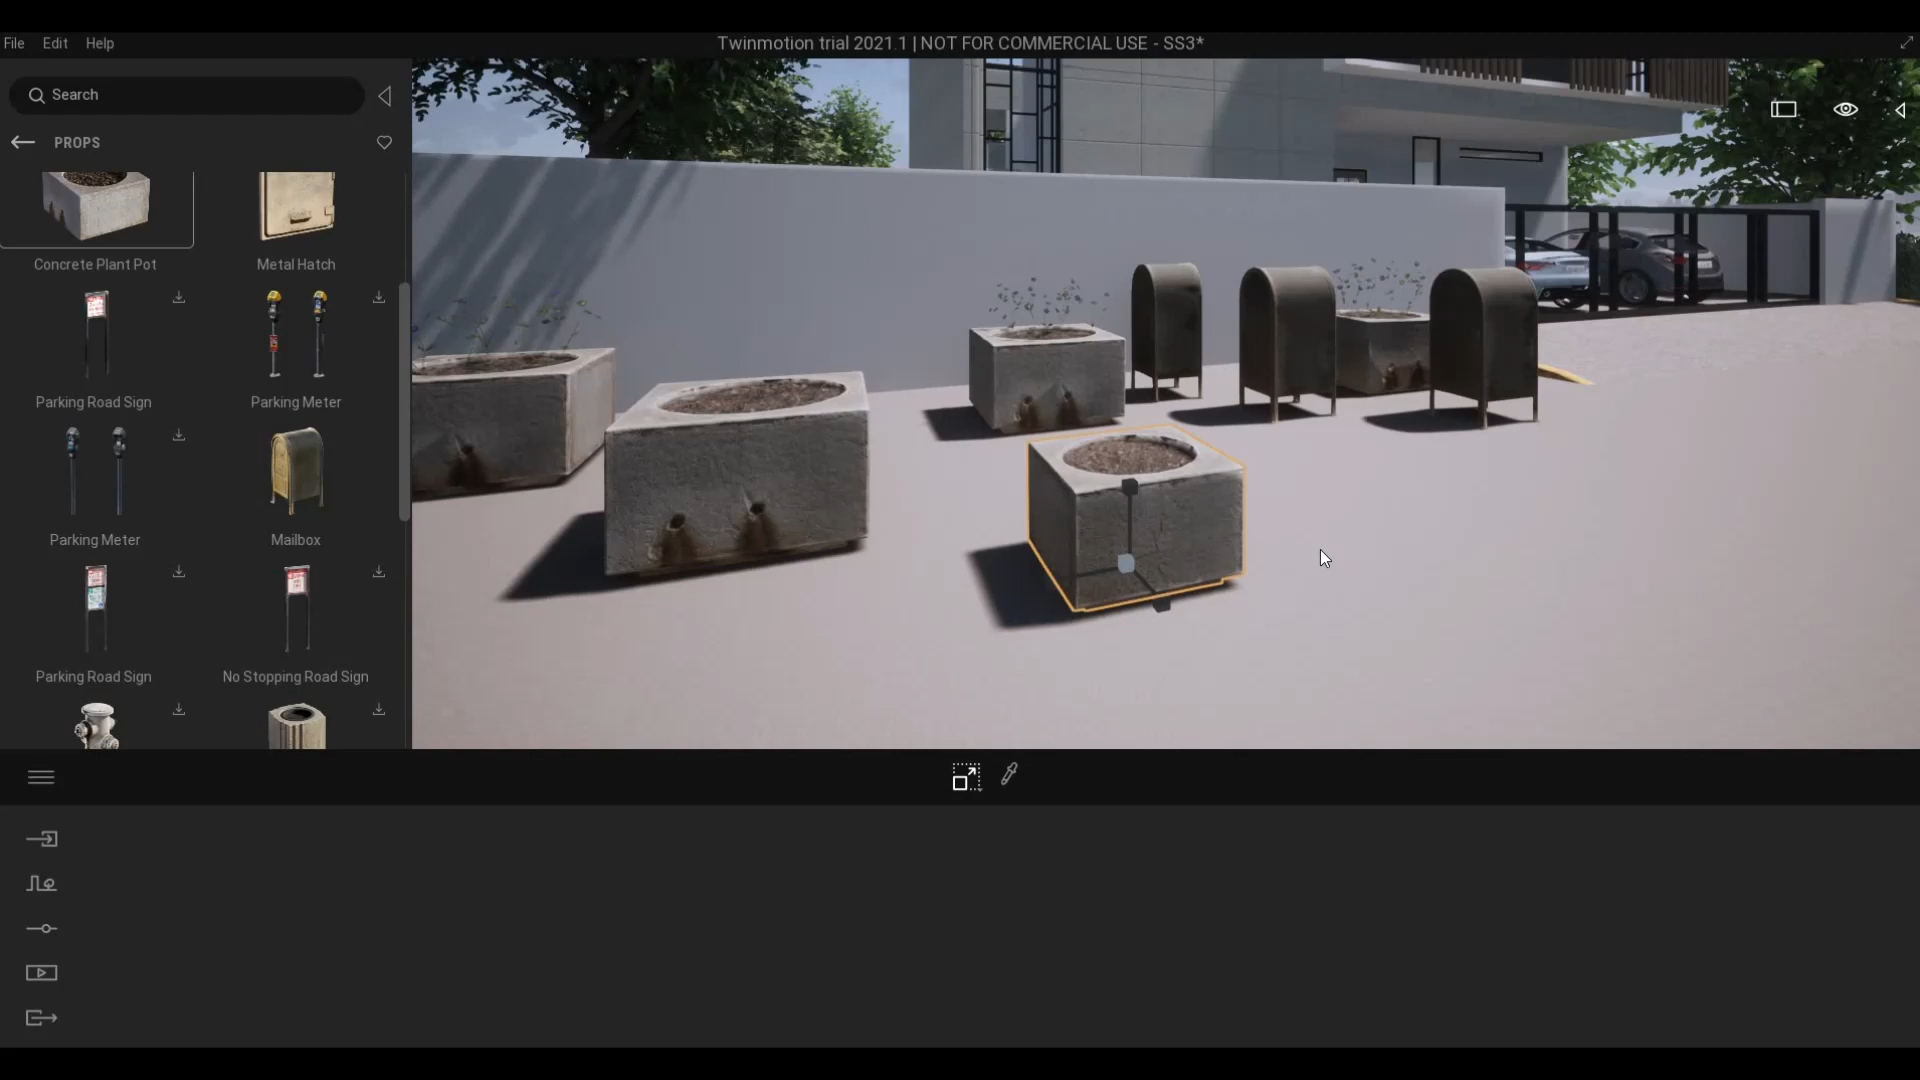 File Edit Help
Twinmotion trial 2021.1 | NOT FOR COMMERCIAL USE - SS3*
Search
PROPS
Concrete Plant Pot
Metal Hatch
Parking Road Sign
Parking Meter
Parking Meter
Mailbox
Parking Road Sign
No Stopping Road Sign